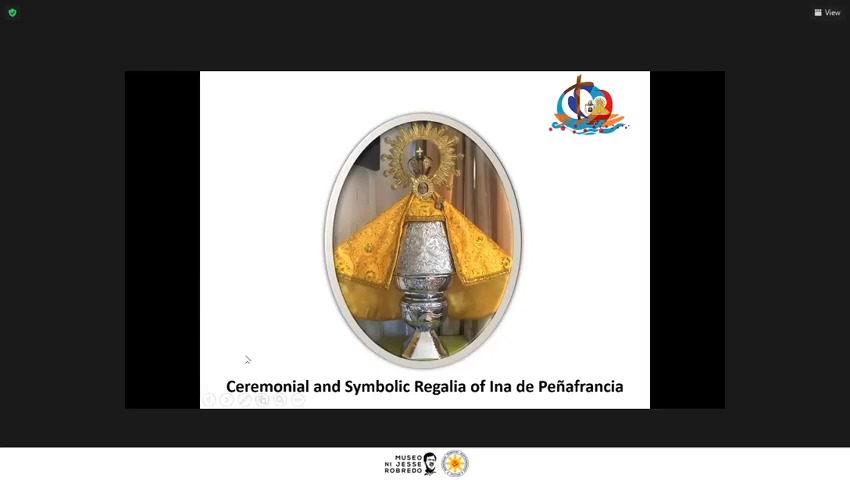 View
Ceremonial and Symbolic Regalia of Ina de Peñafrancia
MUSEO
NI JESSE
ROBREDO